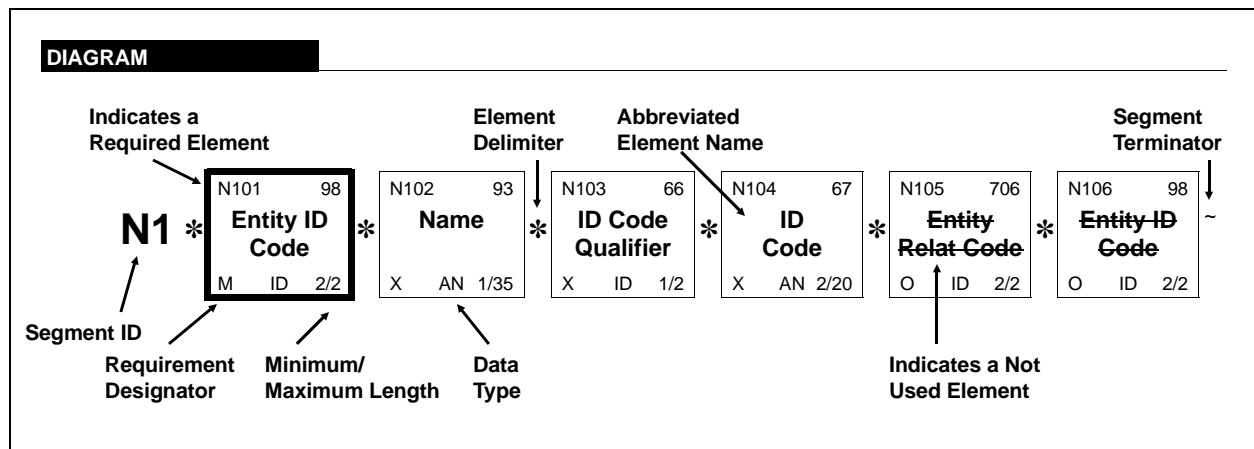 DIAGRAM
Indicates a
Required Element
Element
Delimiter
Abbreviated
Element Name
Segment
Terminator
N1
*
N101 98
Entity ID
Code
M ID 2/2
*
N102 93
Name
X AN 1/35
*
N103 66
ID Code
Qualifier
X ID 1/2
*
N104 67
ID
Code
X AN 2/20
*
N105 706
Entity
Relat Code
O ID 2/2
*
N106 98
Entity ID
Code
O ID 2/2
~
Segment ID
Requirement
Designator
Minimum/
Maximum Length
Data
Type
Indicates a Not
Used Element